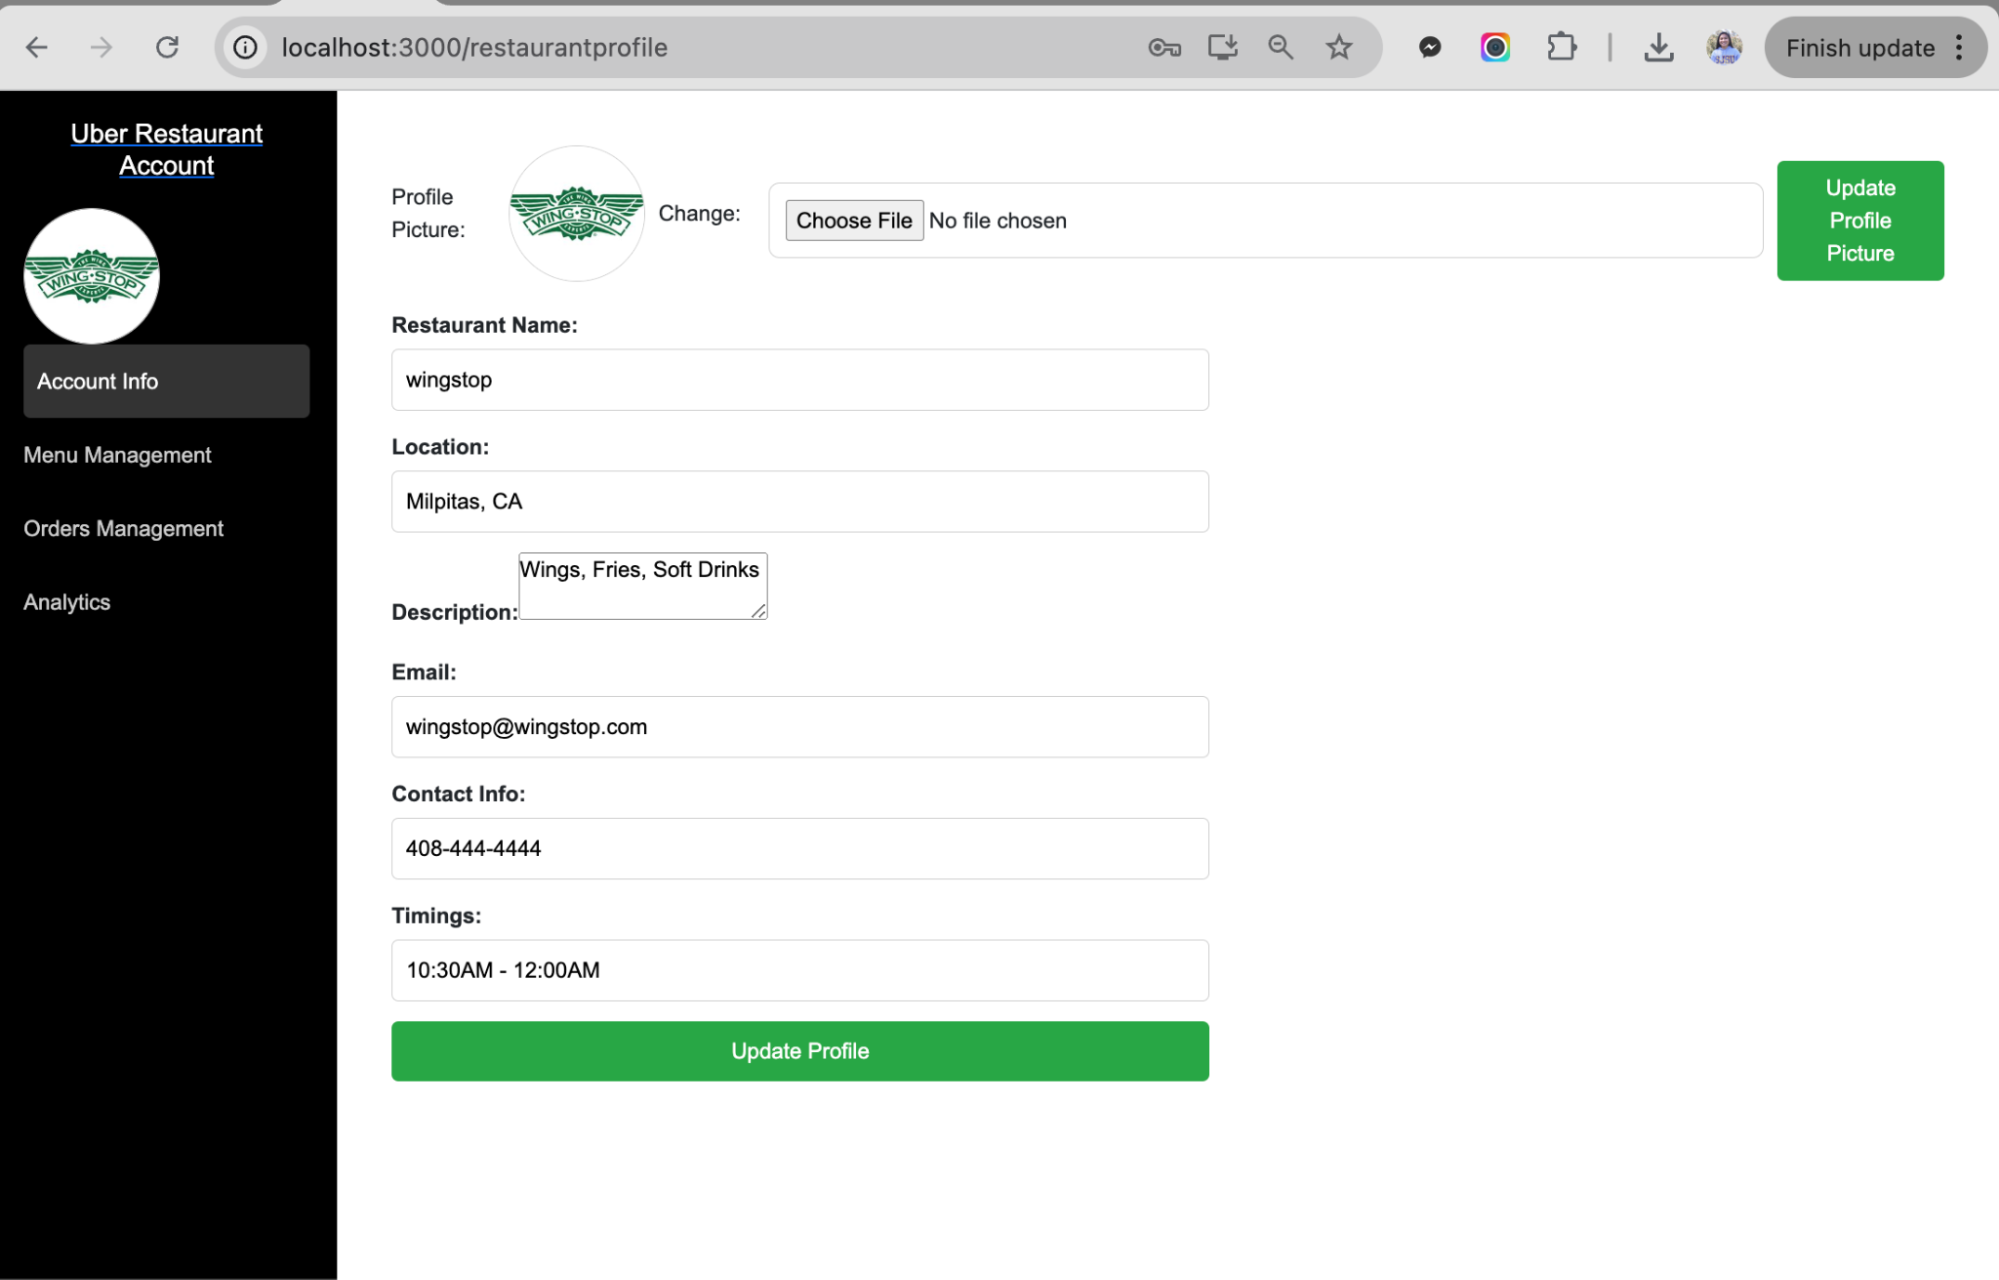 localhost:3000/restaurantprofile
Finish update
Uber Restaurant
Account
WING·STOP
Account Info
Menu Management
Orders Management
Analytics
Profile
Picture:
WING·STOP
Change:
Choose File No file chosen
Update
Profile
Picture
Restaurant Name:
wingstop
Location:
Milpitas, CA
Description:
Wings, Fries, Soft Drinks
Email:
wingstop@wingstop.com
Contact Info:
408-444-4444
Timings:
10:30AM - 12:00AM
Update Profile